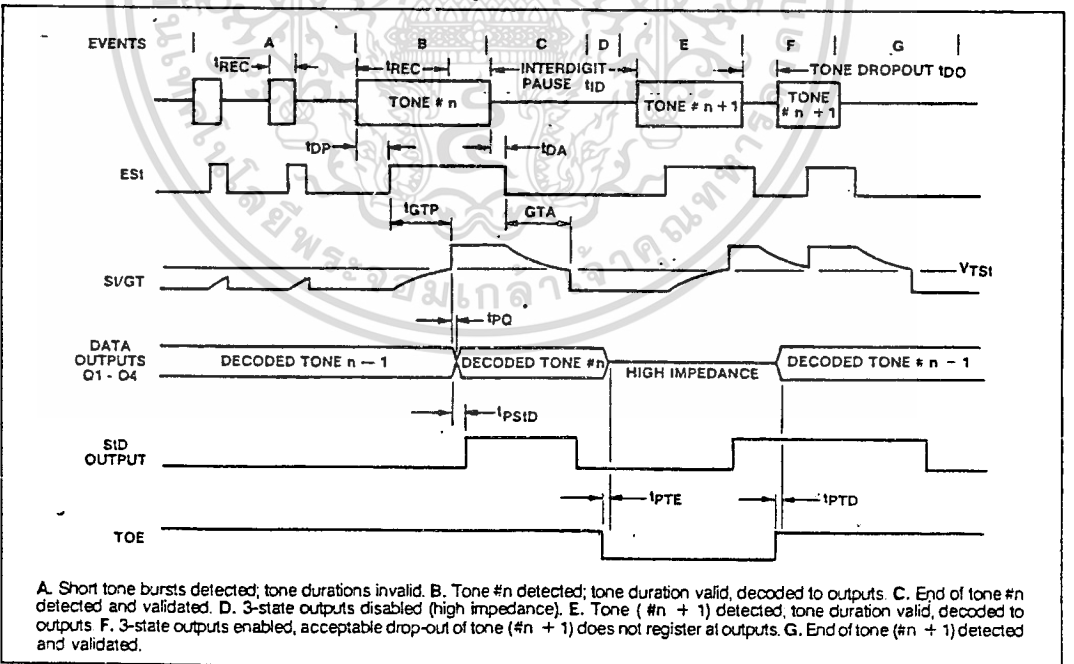 EVENTS A B C D E F G
tREC tREC INTERDIGIT PAUSE tID TONE DROPOUT tDO
TONE # n TONE # n + 1 TONE # n + 1
tDP tDA
ESt
tGTP GTA
St/GT VTSt
tPQ
DATA OUTPUTS Q1 - Q4
DECODED TONE n – 1 DECODED TONE #n HIGH IMPEDANCE DECODED TONE # n – 1
tPStD
StD OUTPUT
tPTE tPTD
TOE
A. Short tone bursts detected; tone durations invalid. B. Tone #n detected; tone duration valid, decoded to outputs. C. End of tone #n
detected and validated. D. 3-state outputs disabled (high impedance). E. Tone ( #n + 1) detected, tone duration valid, decoded to
outputs. F. 3-state outputs enabled, acceptable drop-out of tone (#n + 1) does not register at outputs. G. End of tone (#n + 1) detected
and validated.